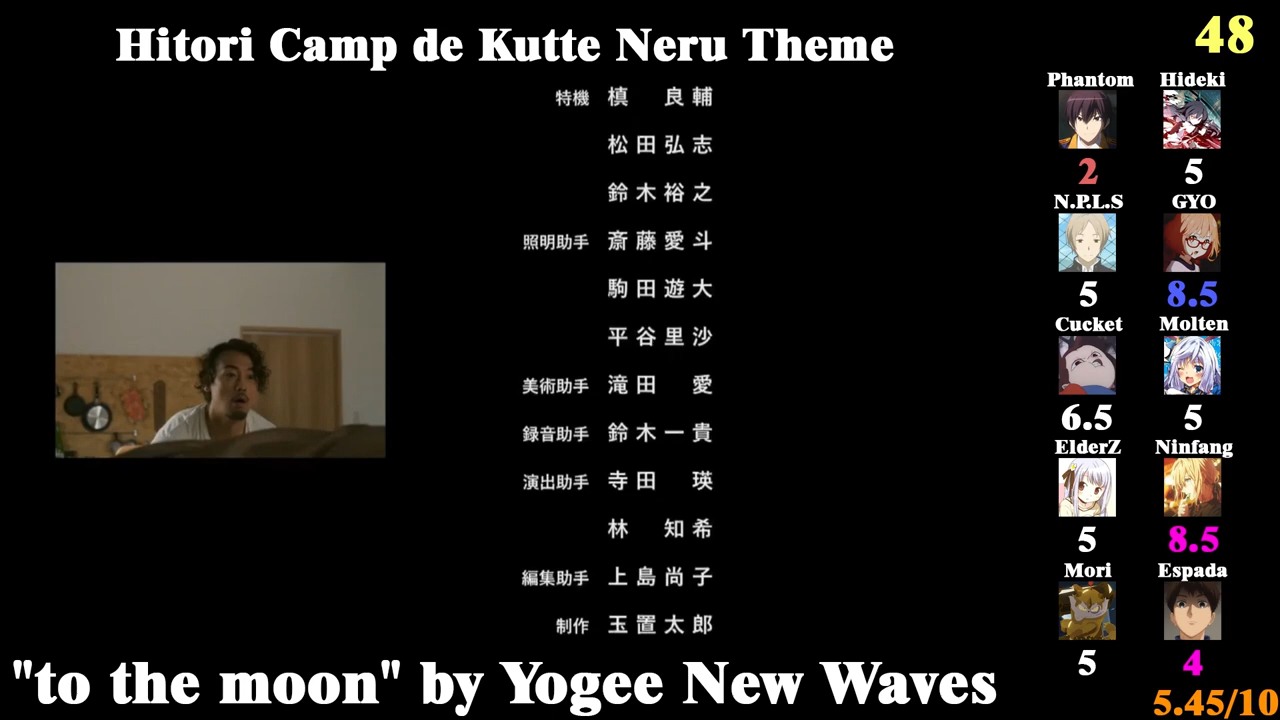 Hitori Camp de Kutte Neru Theme
48
特機 槙 良輔
松田弘志
鈴木裕之
照明助手 斎藤愛斗
駒田遊大
平谷里沙
美術助手 滝田 愛
録音助手 鈴木一貴
演出助手 寺田 瑛
林 知希
編集助手 上島尚子
制作 玉置太郎
"to the moon" by Yogee New Waves
Phantom Hideki
2 5
N.P.L.S GYO
5 8.5
Cucket Molten
6.5 5
ElderZ Ninfang
5 8.5
Mori Espada
5 4
5.45/10